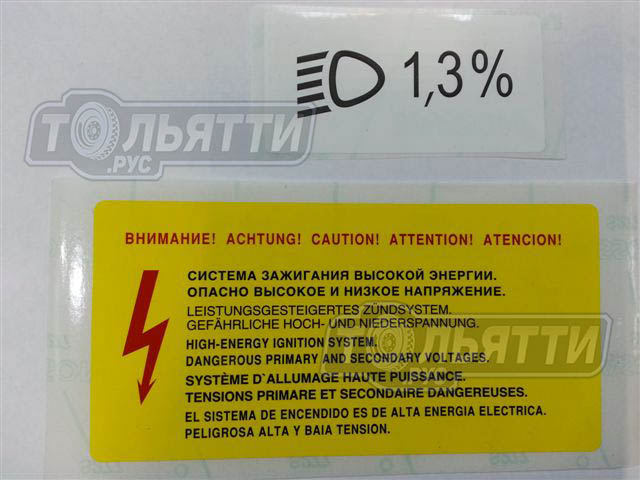 1,3%
ТОЛЬЯТТИ
.РУС
ВНИМАНИЕ! ACHTUNG! CAUTION! ATTENTION! ATENCION!
СИСТЕМА ЗАЖИГАНИЯ ВЫСОКОЙ ЭНЕРГИИ.
ОПАСНО ВЫСОКОЕ И НИЗКОЕ НАПРЯЖЕНИЕ.
LEISTUNGSGESTEIGERTES ZÜNDSYSTEM.
GEFÄHRLICHE HOCH- UND NIEDERSPANNUNG.
HIGH-ENERGY IGNITION SYSTEM.
DANGEROUS PRIMARY AND SECONDARY VOLTAGES.
SYSTÈME D`ALLUMAGE HAUTE PUISSANCE.
TENSIONS PRIMARE ET SECONDAIRE DANGEREUSES.
EL SISTEMA DE ENCENDIDO ES DE ALTA ENERGIA ELECTRICA.
PELIGROSA ALTA Y BAIA TENSION.
ТОЛЬЯТТИ
.РУС